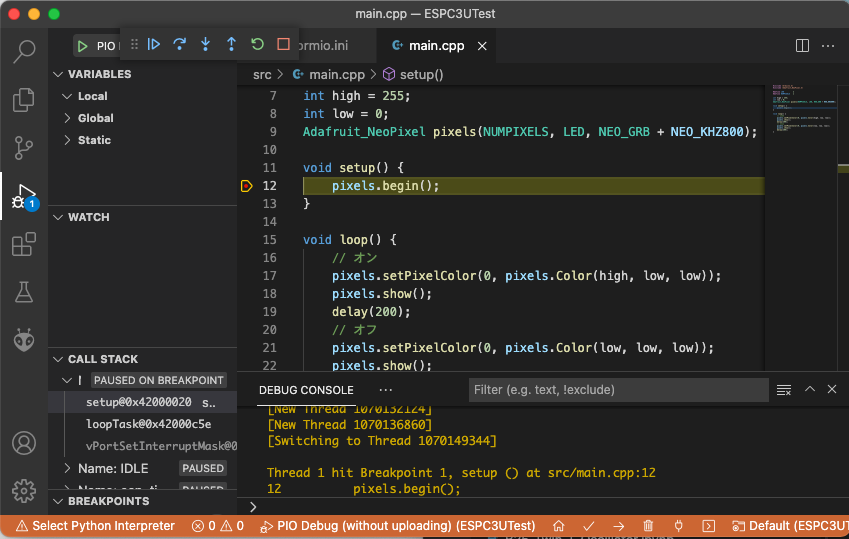 main.cpp — ESPC3UTest
PIO
ormio.ini
main.cpp
src > main.cpp > setup()
VARIABLES
Local
Global
Static
WATCH
CALL STACK
PAUSED ON BREAKPOINT
setup@0x42000020 s..
loopTask@0x42000c5e
vPortSetInterruptMask@0
Name: IDLE PAUSED
PAUSED
BREAKPOINTS
1
7 int high = 255;
8 int low = 0;
9 Adafruit_NeoPixel pixels(NUMPIXELS, LED, NEO_GRB + NEO_KHZ800);
10
11 void setup() {
12 pixels.begin();
13 }
14
15 void loop() {
16 // オン
17 pixels.setPixelColor(0, pixels.Color(high, low, low));
18 pixels.show();
19 delay(200);
20 // オフ
21 pixels.setPixelColor(0, pixels.Color(low, low, low));
22 pixels.show();
DEBUG CONSOLE ...
Filter (e.g. text, !exclude)
[New Thread 1070132124]
[New Thread 1070136860]
[Switching to Thread 1070149344]
Thread 1 hit Breakpoint 1, setup () at src/main.cpp:12
12 pixels.begin();
>
Select Python Interpreter 0 0 PIO Debug (without uploading) (ESPC3UTest) Default (ESPC3UT